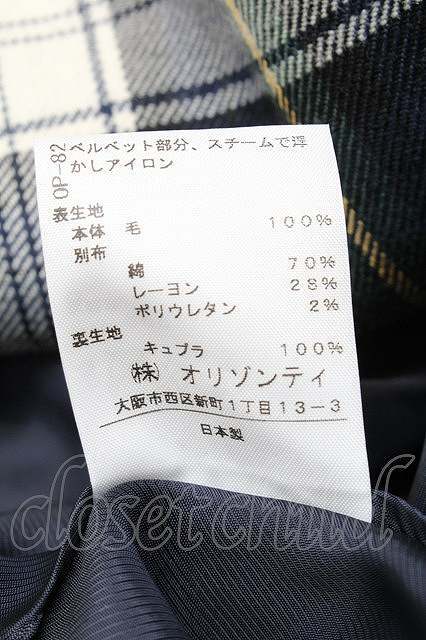 OP-82
ベルベット部分、スチームで浮
かしアイロン
表生地
本体 毛 100%
別布
綿 70%
レーヨン 28%
ポリウレタン 2%
裏生地
キュプラ 100%
㈱ オリゾンティ
大阪市西区新町1丁目13-3
日本製
closet child